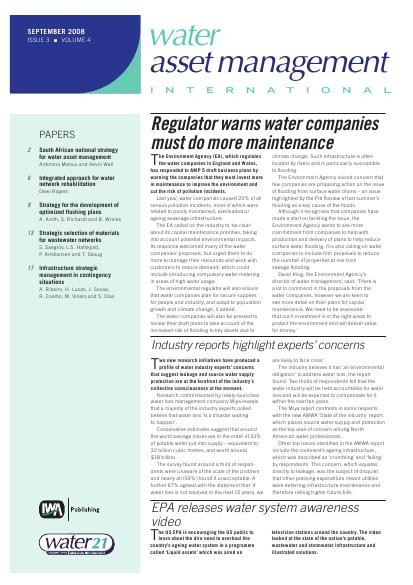 SEPTEMBER 2008
ISSUE 3 ■ VOLUME 4
water
asset management
INTERNATIONAL
PAPERS
2 South African national strategy
for water asset management
Antonino Manus and Kevin Wall
6 Integrated approach for water
network rehabilitation
Dewi Rogers
9 Strategy for the development of
optimized flushing plans
A. Korth, S. Richardt and B. Wricke
13 Strategic selection of materials
for wastewater networks
S. Sægrov, L.S. Hafskjold,
P. Kristiansen and T. Skaug
17 Infrastructure strategic
management in contingency
situations
A. Ribeiro, H. Lucas, J. Sousa,
R. Coelho, M. Viriato and S. Dias
IWA Publishing
water21
Regulator warns water companies
must do more maintenance
The Environment Agency (EA), which regulates
the water companies in England and Wales,
has responded to AMP 5 draft business plans by
warning the companies that they must invest more
in maintenance to improve the environment and
cut the risk of pollution incidents.
Last year, water companies caused 20% of all
serious pollution incidents, most of which were
related to poorly maintained, overloaded or
ageing sewerage infrastructure.
The EA called on the industry to 'be clear'
about its capital maintenance priorities, taking
into account potential environmental impacts.
Its response welcomed many of the water
companies' proposals, but urged them to do
more to manage their resources and work with
customers to reduce demand, which could
include introducing compulsory water metering
in areas of high water usage.
The environmental regulator will also ensure
that water companies plan for secure supplies
for people and industry, and adapt to population
growth and climate change, it added.
The water companies will also be pressed to
review their draft plans to take account of the
increased risk of flooding to key assets due to
climate change. Such infrastructure is often
located by rivers and is particularly susceptible
to flooding.
The Environment Agency voiced concern that
few companies are proposing action on the issue
of flooding from surface water drains – an issue
highlighted by the Pitt Review of last summer's
flooding as a key cause of the floods.
Although it recognises that companies have
made a start on tackling the issue, the
Environment Agency wants to see more
commitment from companies to help with
production and delivery of plans to help reduce
surface water flooding. It is also calling on water
companies to include firm proposals to reduce
the number of properties at risk from
sewage flooding.
David King, the Environment Agency's
director of water management, said: 'There is
a lot to commend in the proposals from the
water companies, however we are keen to
see more detail on their plans for capital
maintenance. We need to be reassured
that such investment is in the right areas to
protect the environment and will deliver value
for money.'
Industry reports highlight experts' concerns
Two new research initiatives have produced a
profile of water industry experts' concerns
that suggest leakage and source water supply
protection are at the forefront of the industry's
collective consciousness at the moment.
Research commissioned by newly-launched
water loss management company Miya reveals
that a majority of the industry experts polled
believe that water loss 'is a disaster waiting
to happen'.
Conservative estimates suggest that around
the world average losses are in the order of 33%
of potable water put into supply – equivalent to
32 billion cubic metres, and worth around
$18 billion.
The survey found around a third of respon-
dents were unaware of the scale of the problem
and nearly all (93%) found it unacceptable. A
further 67% agreed with the statement that 'if
water loss is not resolved in the next 15 years, we
are likely to face crisis'.
The industry believes it has 'an environmental
obligation' to address water loss, the report
found. Two thirds of respondents felt that the
water industry will be held accountable for water
loss and will be expected to compensate for it
within the next ten years.
The Miya report contrasts in some respects
with the new AWWA 'State of the Industry' report,
which places source water supply and protection
as the top area of concern among North
American water professionals.
Other top issues identified in the AWWA report
include the continent's ageing infrastructure,
which was described as 'crumbling' and 'failing'
by respondents. This concern, which equates
directly to leakage, was the subject of disquiet
that other pressing expenditure meant utilities
were deferring infrastructure maintenance and
therefore risking higher future bills.
EPA releases water system awareness
video
The US EPA is encouraging the US public to
learn about the dire need to overhaul the
country's ageing water system in a programme
called 'Liquid assets' which was aired on
television stations around the country. The video
looked at the state of the nation's potable,
wastewater and stormwater infrastructure and
illustrated solutions.